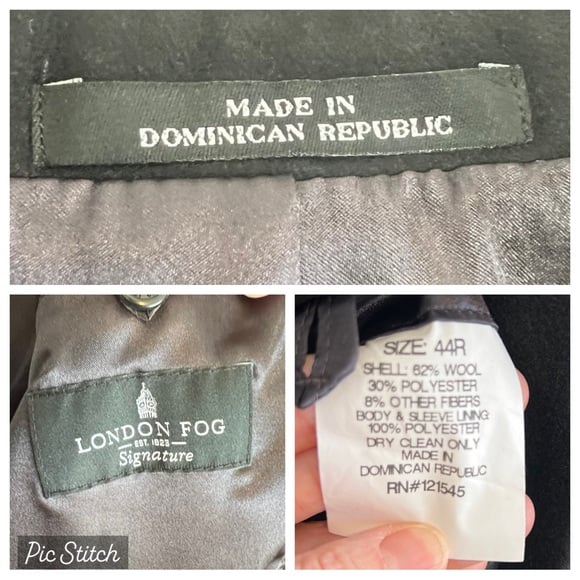 MADE IN
DOMINICAN REPUBLIC
LONDON FOG
EST. 1923
Signature
SIZE: 44R
SHELL: 62% WOOL
30% POLYESTER
8% OTHER FIBERS
BODY & SLEEVE LINING:
100% POLYESTER
DRY CLEAN ONLY
MADE IN
DOMINICAN REPUBLIC
RN#121545
Pic Stitch